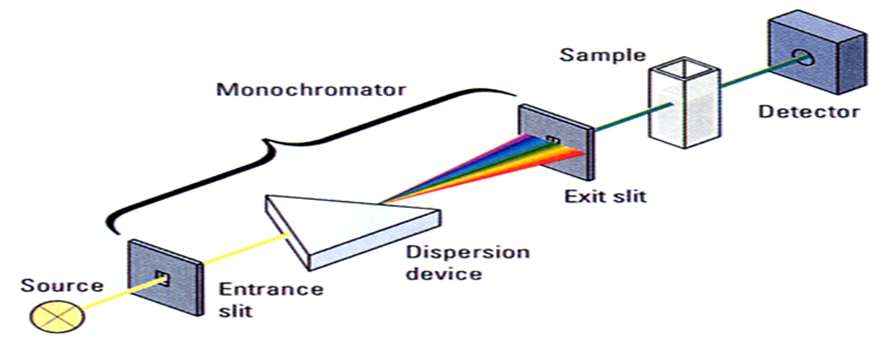 Sample
Monochromator
Detector
Exit slit
Dispersion
device
Source
Entrance
slit